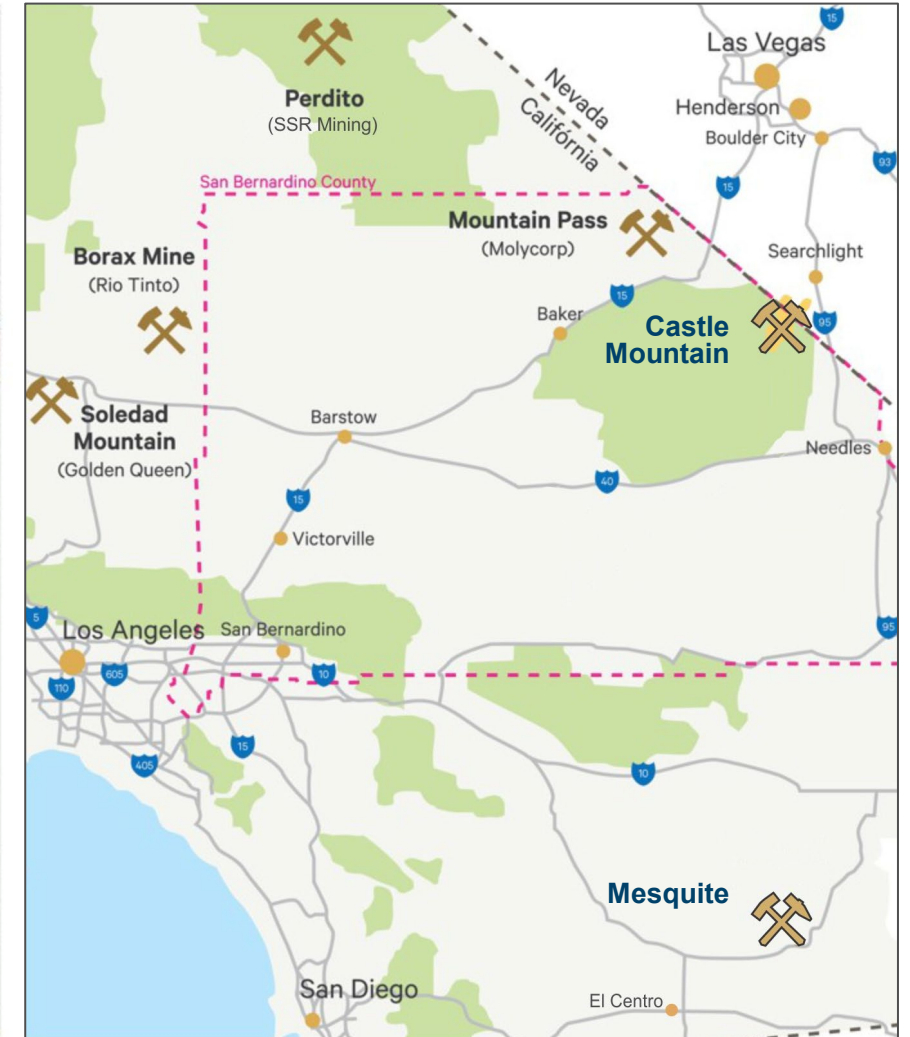 15
Las Vegas
Nevada
Califórnia
Perdito
(SSR Mining)
Henderson
Boulder City
93
15
San Bernardino County
Mountain Pass
(Molycorp)
Searchlight
Borax Mine
(Rio Tinto)
15
Baker
Castle
Mountain
95
Soledad
Mountain
(Golden Queen)
Barstow
Needles
40
15
Victorville
5
Los Angeles
San Bernardino
95
110
605
10
15
405
10
Mesquite
San Diego
El Centro